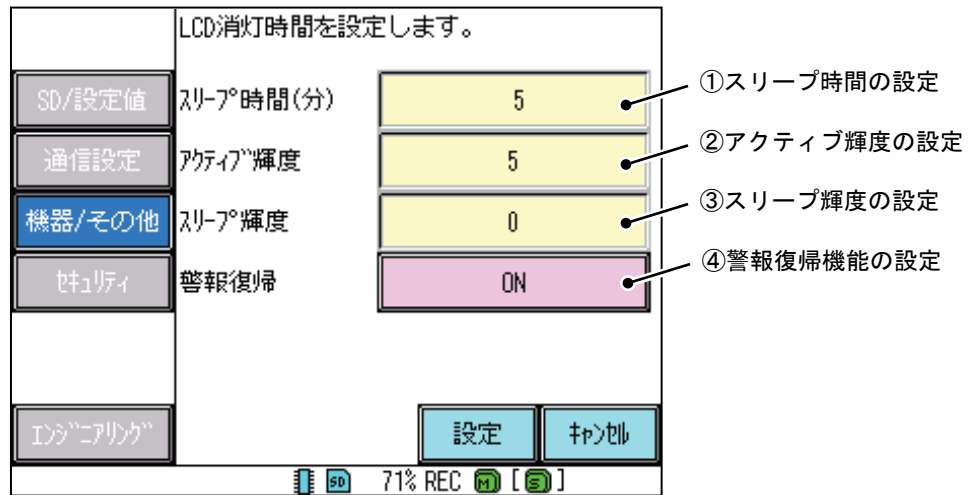 LCD消灯時間を設定します。
SD/設定値
ｽﾘｰﾌﾟ時間(分)
5
①スリープ時間の設定
通信設定
ｱｸﾃｨﾌﾞ輝度
5
②アクティブ輝度の設定
機器/その他
ｽﾘｰﾌﾟ輝度
0
③スリープ輝度の設定
ｾｷｭﾘﾃｨ
警報復帰
ON
④警報復帰機能の設定
ｴﾝｼﾞﾆｱﾘﾝｸﾞ
設定
ｷｬﾝｾﾙ
SD 71% REC M [S]